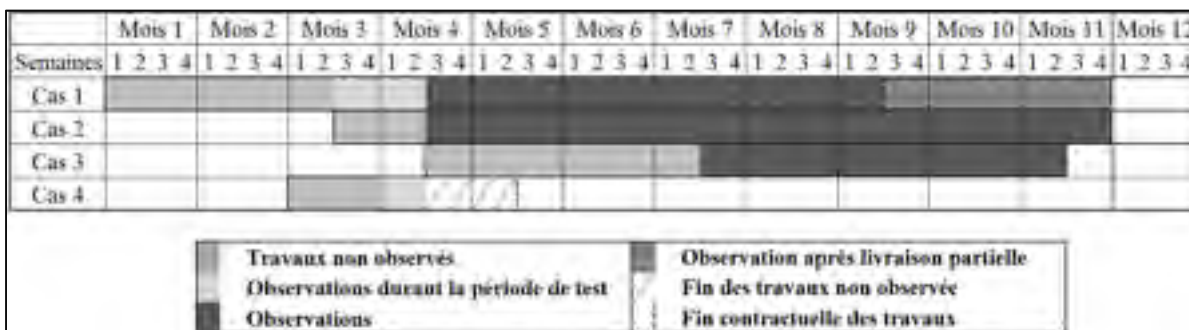 Mois 1 Mois 2 Mois 3 Mois 4 Mois 5 Mois 6 Mois 7 Mois 8 Mois 9 Mois 10 Mois 11 Mois 12
Semaines 1 2 3 4 1 2 3 4 1 2 3 4 1 2 3 4 1 2 3 4 1 2 3 4 1 2 3 4 1 2 3 4 1 2 3 4 1 2 3 4 1 2 3 4 1 2 3 4
Cas 1
Cas 2
Cas 3
Cas 4
Travaux non observés Observation après livraison partielle
Observations durant la période de test Fin des travaux non observée
Observations Fin contractuelle des travaux